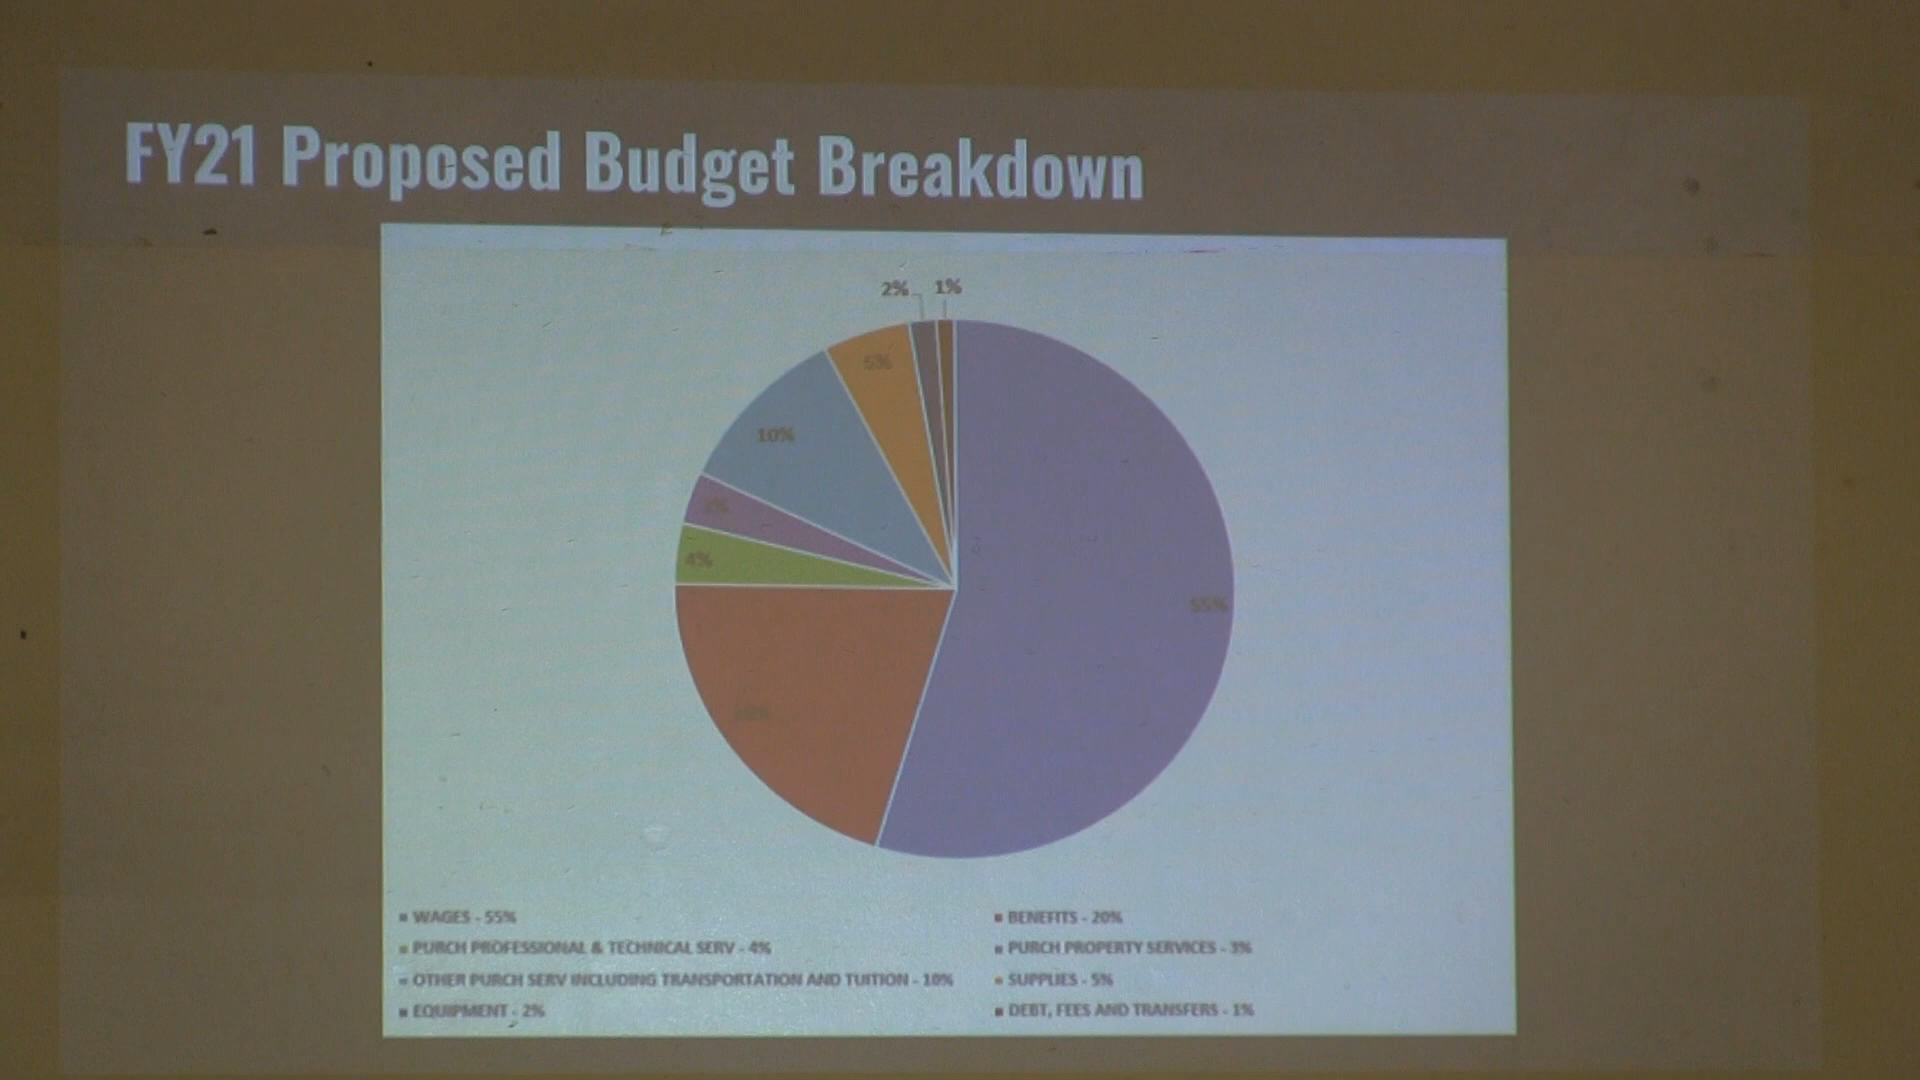 FY21 Proposed Budget Breakdown
2% 1%
5%
10%
4%
55%
WAGES - 55% BENEFITS - 20%
PURCH PROFESSIONAL & TECHNICAL SERV - 4% PURCH PROPERTY SERVICES - 3%
OTHER PURCH SERV INCLUDING TRANSPORTATION AND TUITION - 10% SUPPLIES - 5%
EQUIPMENT - 2% DEBT, FEES AND TRANSFERS - 1%